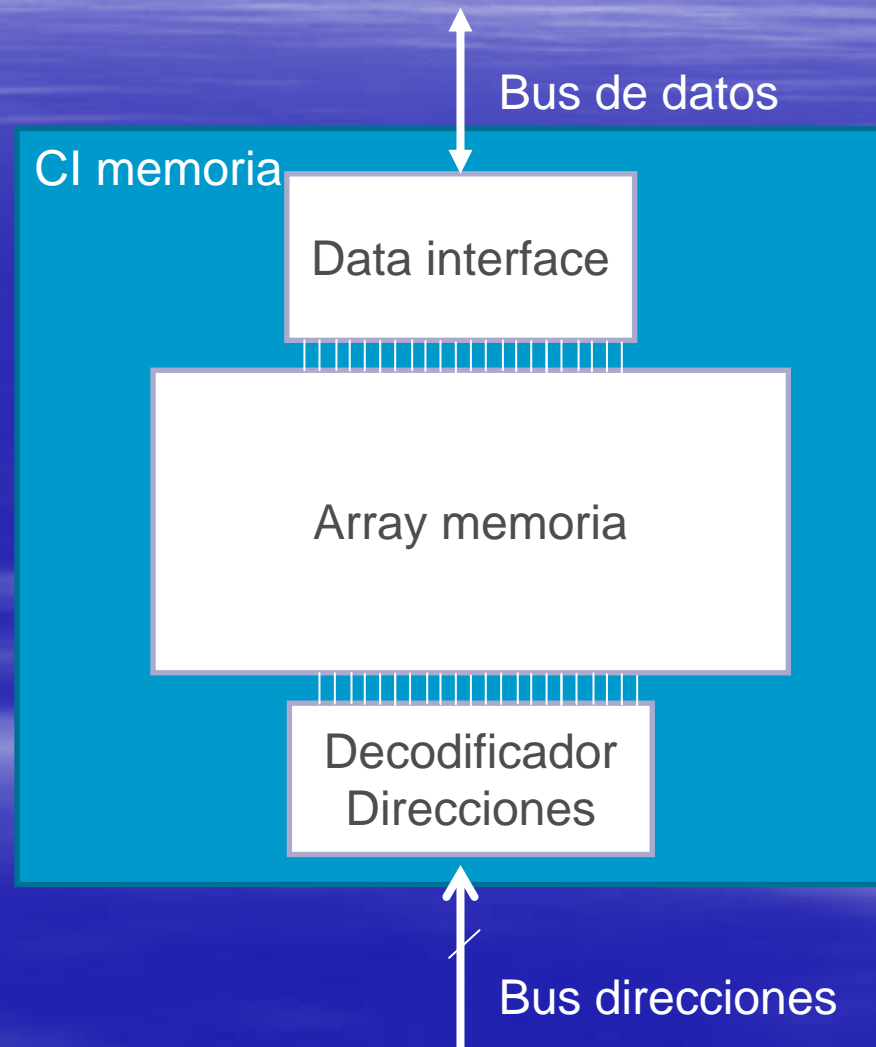 Bus de datos
CI memoria
Data interface
Array memoria
Decodificador
Direcciones
Bus direcciones